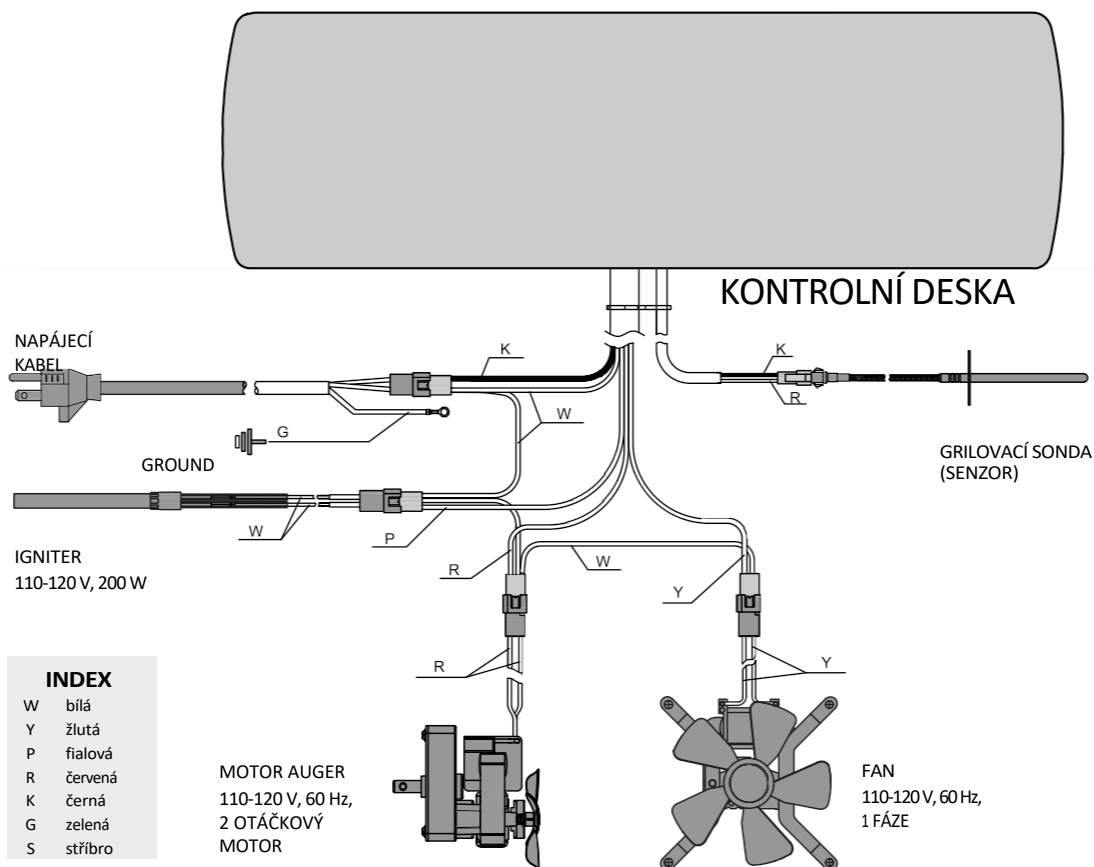 KONTROLNÍ DESKA
NAPÁJECÍ
KABEL
K
K
R
W
G
GROUND
GRILOVACÍ SONDA
(SENZOR)
W
P
IGNITER
110-120 V, 200 W
R
W
Y
R
Y
INDEX
W bílá
Y žlutá
P fialová
R červená
K černá
G zelená
S stříbro
MOTOR AUGER
110-120 V, 60 Hz,
2 OTÁČKOVÝ
MOTOR
FAN
110-120 V, 60 Hz,
1 FÁZE